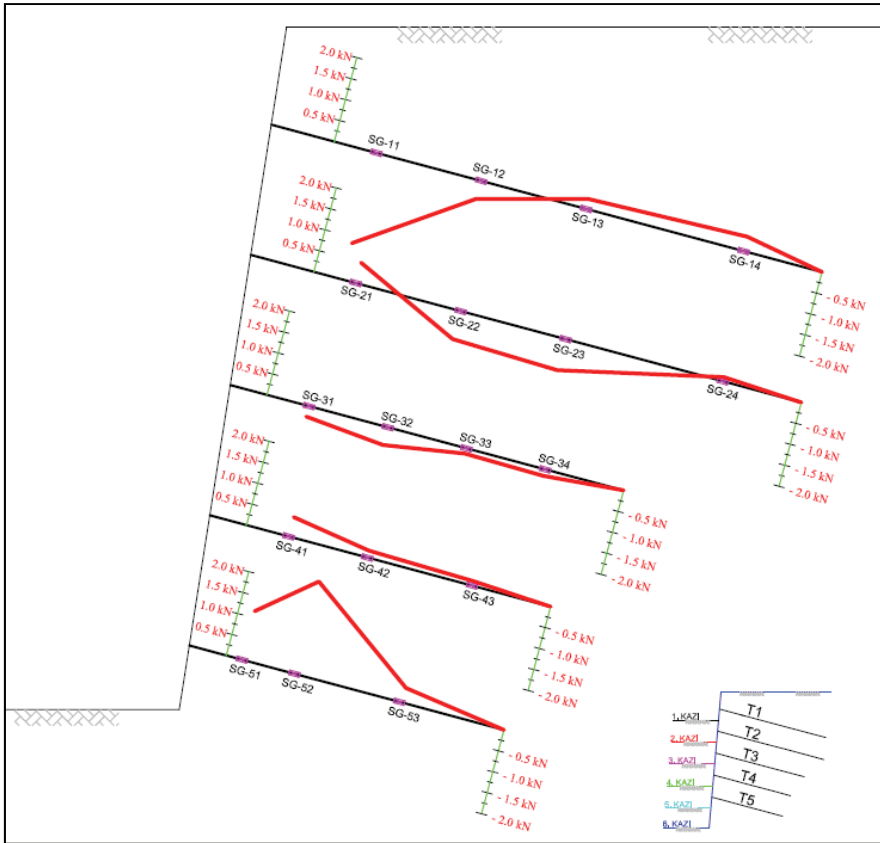 2.0 kN
1.5 kN
1.0 kN
0.5 kN
SG-11
SG-12
SG-13
SG-14
- 0.5 kN
- 1.0 kN
- 1.5 kN
- 2.0 kN
2.0 kN
1.5 kN
1.0 kN
0.5 kN
SG-21
SG-22
SG-23
SG-24
- 0.5 kN
- 1.0 kN
- 1.5 kN
- 2.0 kN
2.0 kN
1.5 kN
1.0 kN
0.5 kN
SG-31
SG-32
SG-33
SG-34
- 0.5 kN
- 1.0 kN
- 1.5 kN
- 2.0 kN
2.0 kN
1.5 kN
1.0 kN
0.5 kN
SG-41
SG-42
SG-43
- 0.5 kN
- 1.0 kN
- 1.5 kN
- 2.0 kN
2.0 kN
1.5 kN
1.0 kN
0.5 kN
SG-51
SG-52
SG-53
- 0.5 kN
- 1.0 kN
- 1.5 kN
- 2.0 kN
1. KAZI
2. KAZI
3. KAZI
4. KAZI
5. KAZI
6. KAZI
T1
T2
T3
T4
T5